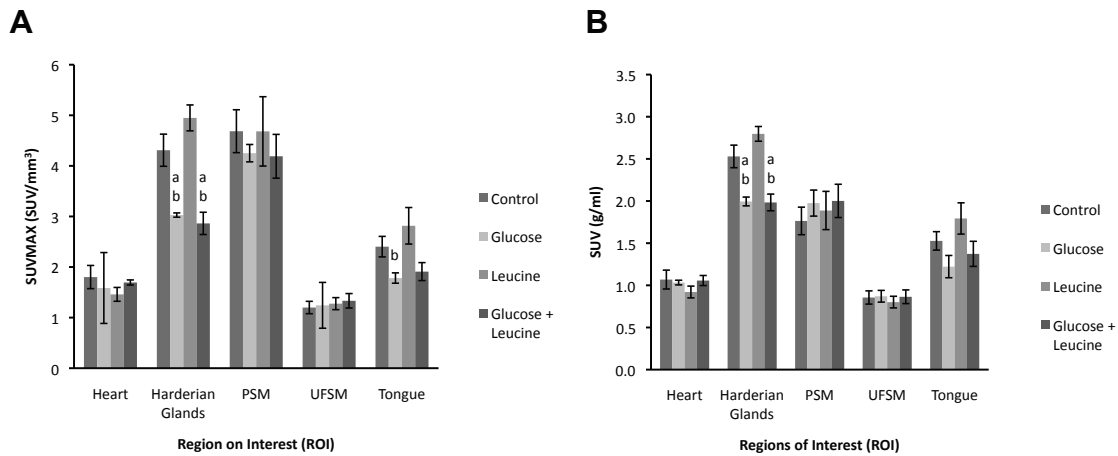 A
SUVMAX (SUV/mm³)
6
5
4
3
2
1
0
a
b
a
b
b
Heart
Harderian
Glands
PSM
UFSM
Tongue
Region on Interest (ROI)
Control
Glucose
Leucine
Glucose +
Leucine
B
SUV (g/ml)
3.5
3.0
2.5
2.0
1.5
1.0
0.5
0.0
a
b
a
b
Heart
Harderian
Glands
PSM
UFSM
Tongue
Regions of Interest (ROI)
Control
Glucose
Leucine
Glucose +
Leucine